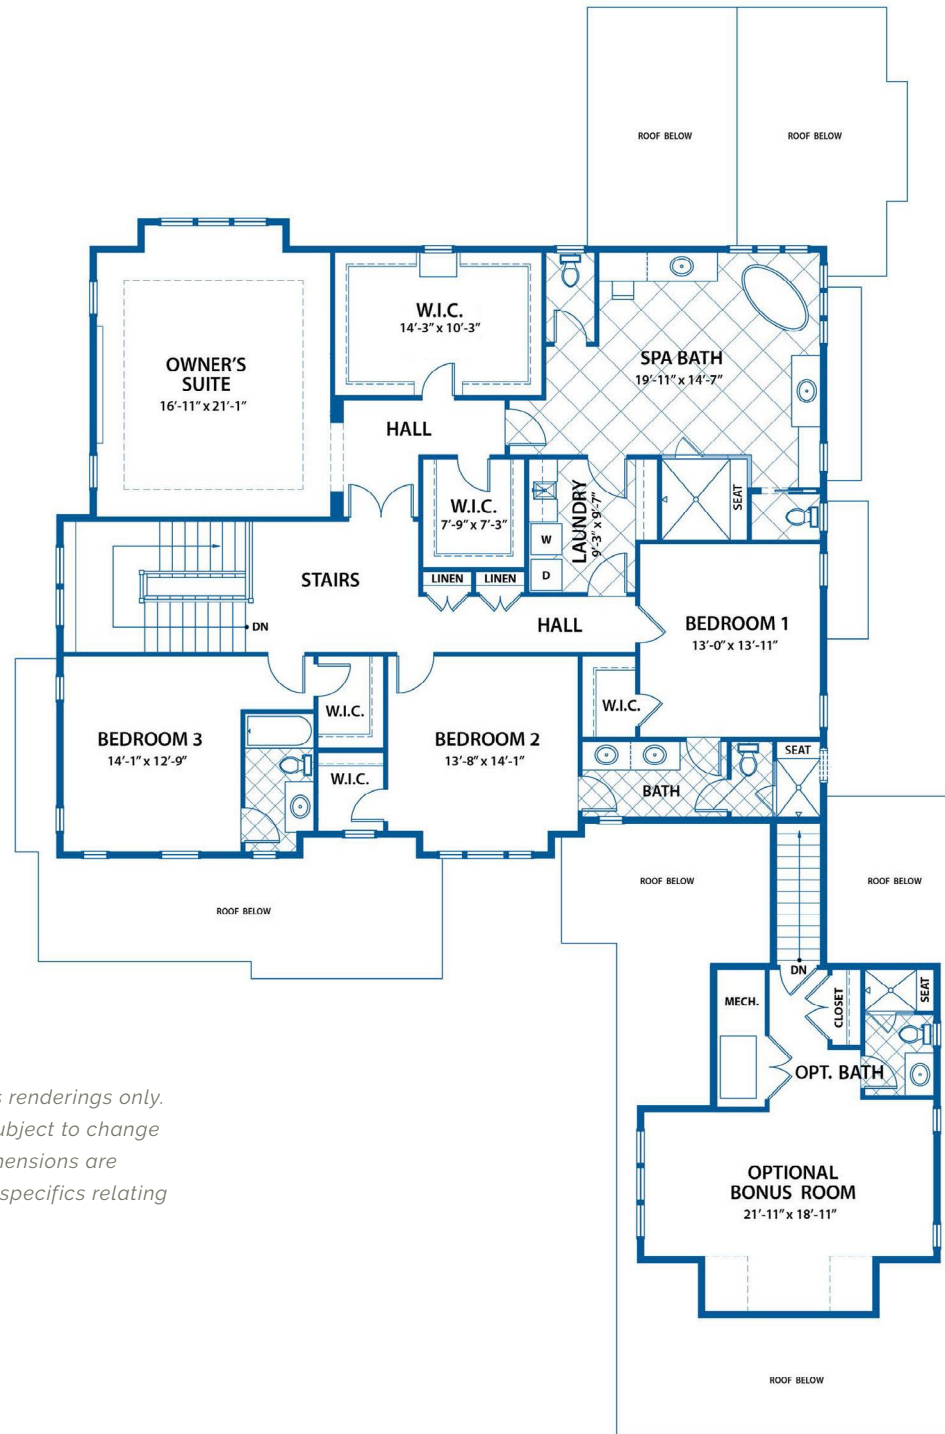 ROOF BELOW
ROOF BELOW
W.I.C.
14'-3" x 10'-3"
OWNER'S
SUITE
16'-11" x 21'-1"
SPA BATH
19'-11" x 14'-7"
HALL
W.I.C.
7'-9" x 7'-3"
LAUNDRY
9'-3" x 9'-7"
SEAT
W
D
LINEN
LINEN
STAIRS
DN
HALL
BEDROOM 1
13'-0" x 13'-11"
W.I.C.
W.I.C.
BEDROOM 3
14'-1" x 12'-9"
BEDROOM 2
13'-8" x 14'-1"
W.I.C.
BATH
SEAT
ROOF BELOW
ROOF BELOW
ROOF BELOW
DN
MECH.
CLOSET
SEAT
OPT. BATH
s renderings only.
ubject to change
mensions are
specifics relating
OPTIONAL
BONUS ROOM
21'-11" x 18'-11"
ROOF BELOW